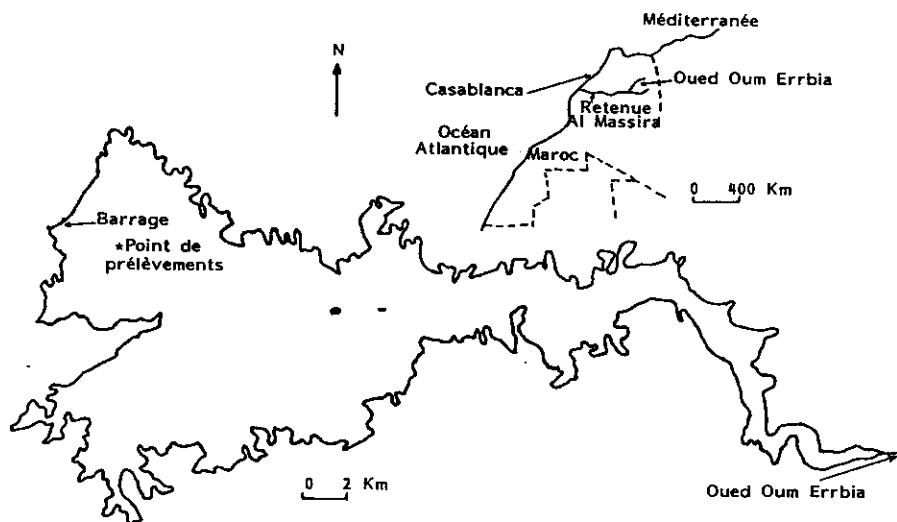 Méditerranée
N
Oued Oum Errbia
Casablanca
Retenue
Al Massira
Océan
Atlantique
Maroc
0 400 Km
Barrage
*Point de
prélèvements
0 2 Km
Oued Oum Errbia